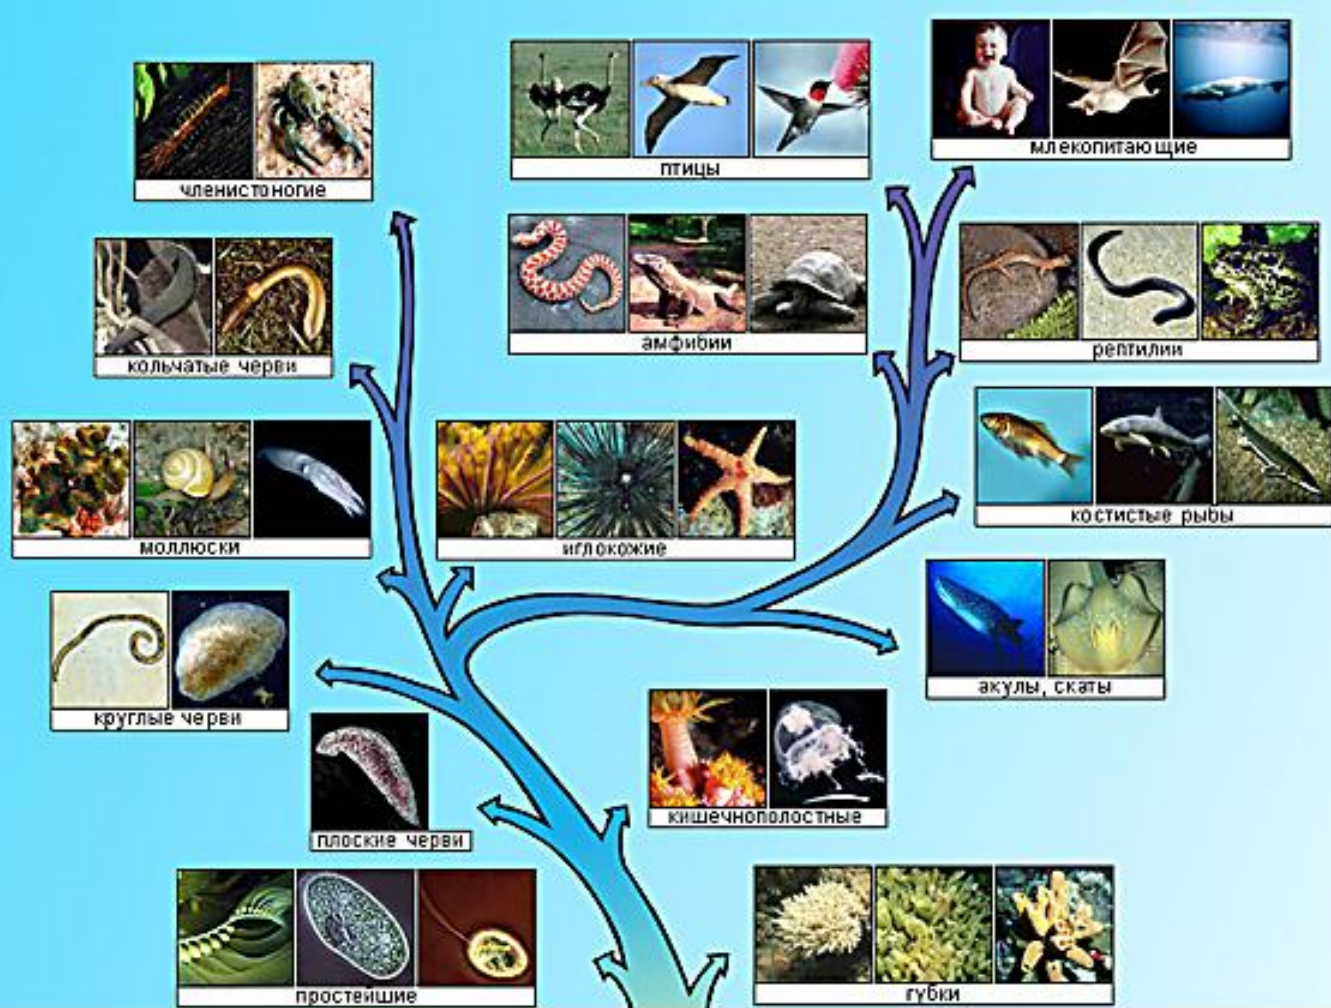 млекопитающие
птицы
членистоногие
амфибии
рептилии
кольчатые черви
костистые рыбы
моллюски
иглокожие
акулы, скаты
круглые черви
кишечнополостные
плоские черви
простейшие
губки